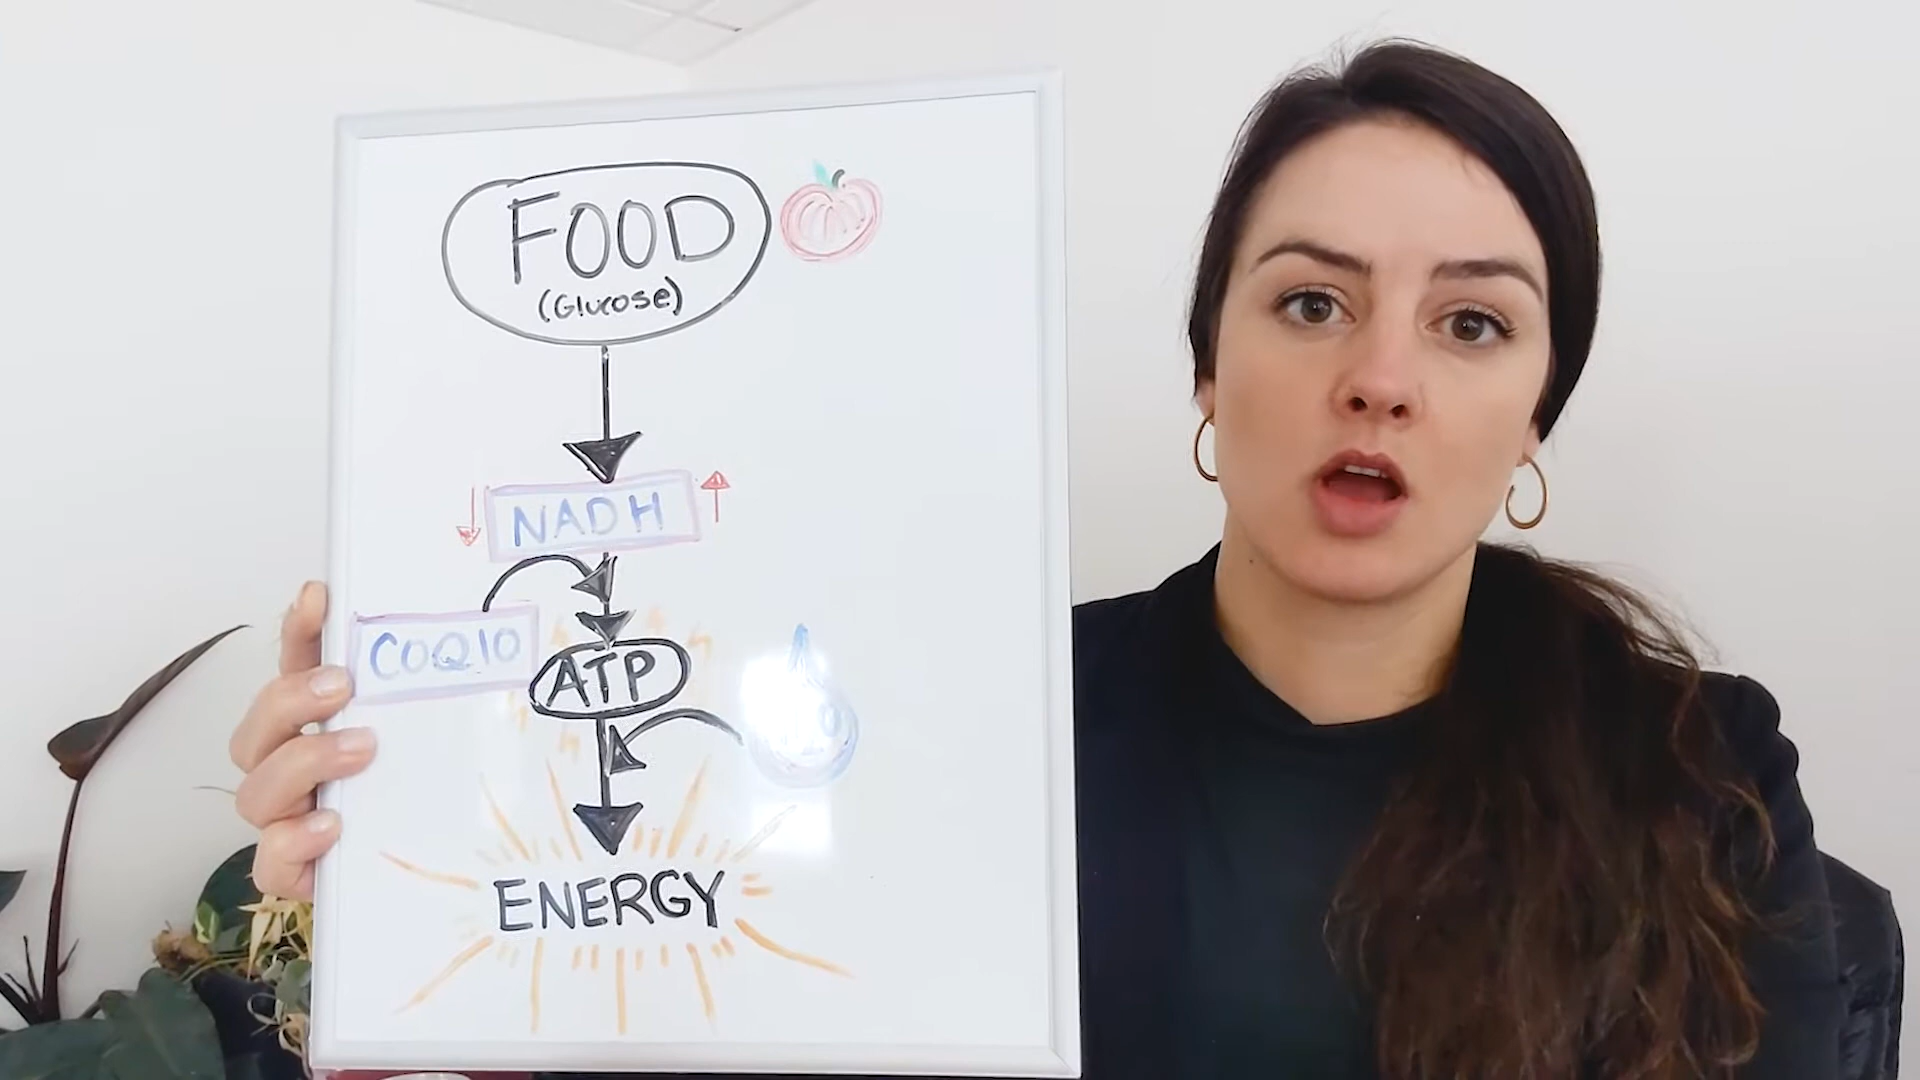 FOOD
(Glucose)
NADH
COQ10
ATP
ENERGY